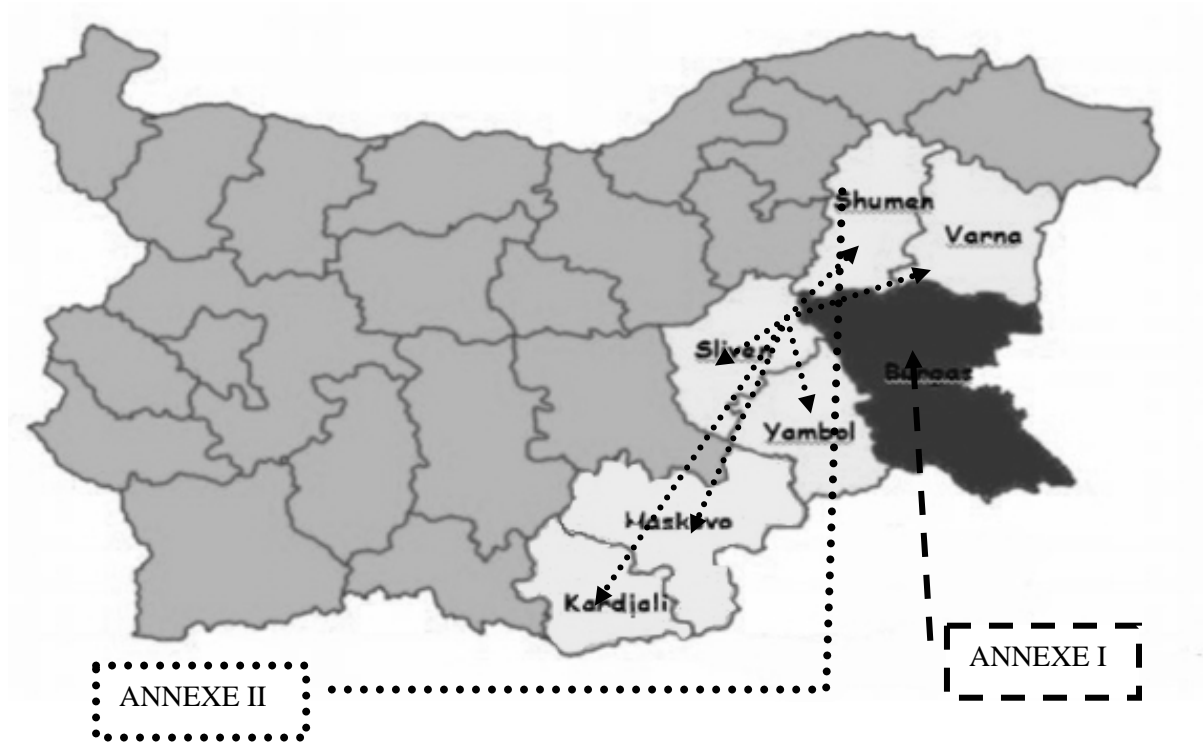 Shumen
Varna
Sliven
Burgas
Yambol
Haskovo
Kardjali
ANNEXE I
ANNEXE II